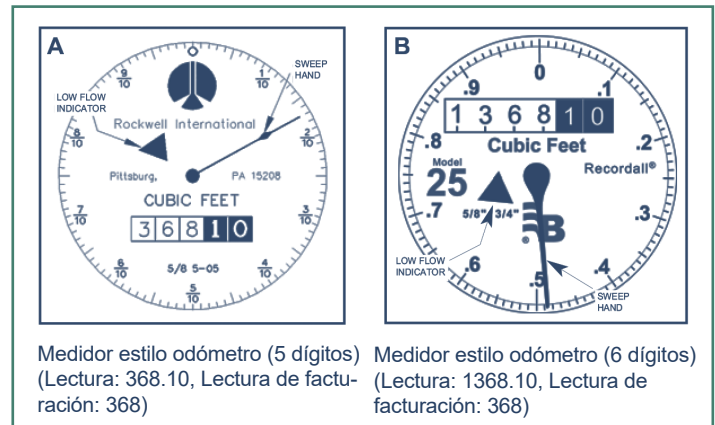 A
SWEEP
HAND
LOW FLOW
INDICATOR
9/10
1/10
Rockwell International
8/10
2/10
Pittsburg, PA 15208
CUBIC FEET
7/10
3/10
3 6 8 1 0
6/10
4/10
5/8 S-05
5/10
B
0
.9
.1
1 3 6 8 1 0
.8
.2
Cubic Feet
Model
25
Recordall®
.7
5/8" 3/4"
.3
B
®
LOW FLOW
INDICATOR
.6
.4
.5
SWEEP
HAND
Medidor estilo odómetro (5 dígitos)
(Lectura: 368.10, Lectura de factu-
ración: 368)
Medidor estilo odómetro (6 dígitos)
(Lectura: 1368.10, Lectura de
facturación: 368)